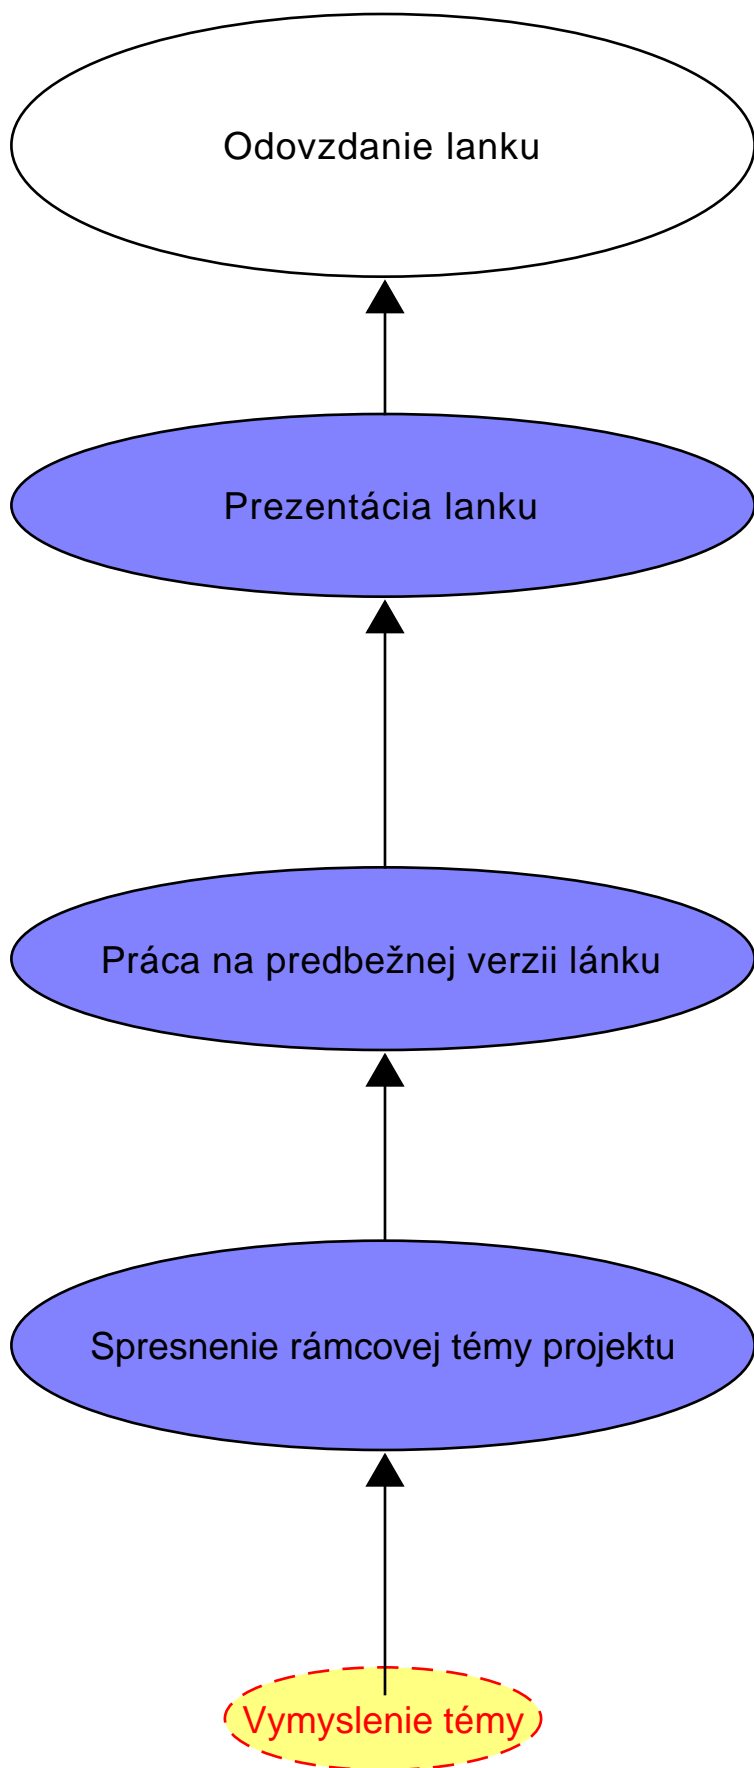 Odovzdanie lanku
Prezentácia lanku
Práca na predbežnej verzii lánku
Spresnenie rámcovej témy projektu
Vymyslenie témy